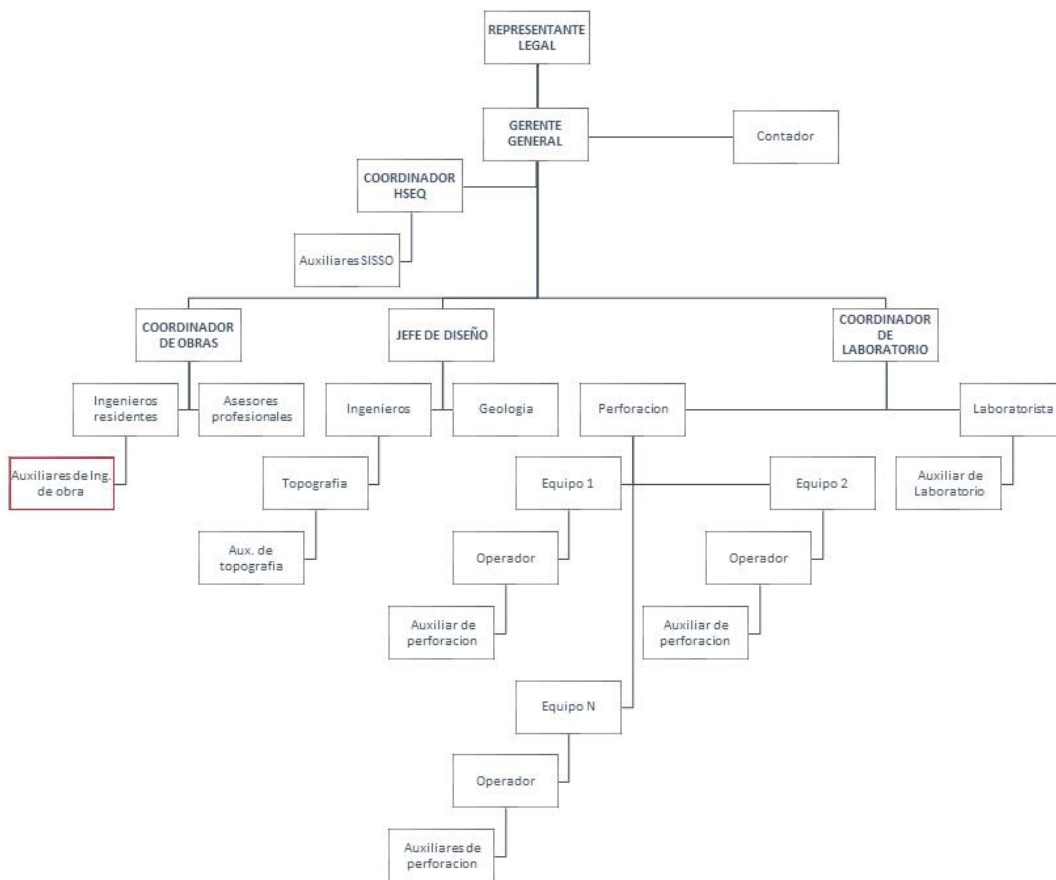 REPRESENTANTE
LEGAL
GERENTE
GENERAL
Contador
COORDINADOR
HSEQ
Auxiliares SISSO
COORDINADOR
DE OBRAS
JEFE DE DISEÑO
COORDINADOR
DE
LABORATORIO
Ingenieros
residentes
Asesores
profesionales
Ingenieros
Geologia
Perforacion
Laboratorista
Auxiliares de Ing.
de obra
Topografia
Equipo 1
Equipo 2
Auxiliar de
Laboratorio
Aux. de
topografia
Operador
Operador
Auxiliar de
perforacion
Auxiliar de
perforacion
Equipo N
Operador
Auxiliares de
perforacion